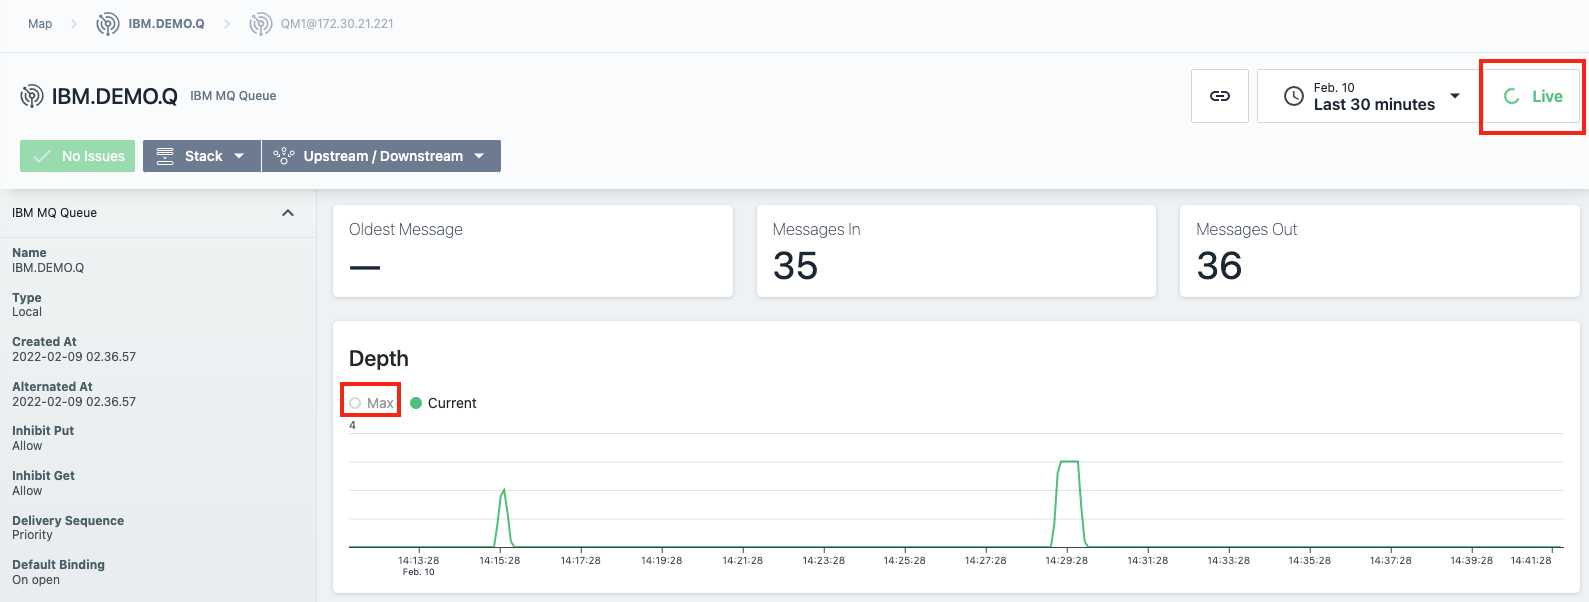 Map
IBM.DEMO.Q
QM1@172.30.21.221
IBM.DEMO.Q IBM MQ Queue
Feb. 10
Last 30 minutes
Live
No Issues
Stack
Upstream / Downstream
IBM MQ Queue
Name
IBM.DEMO.Q
Type
Local
Created At
2022-02-09 02.36.57
Alternated At
2022-02-09 02.36.57
Inhibit Put
Allow
Inhibit Get
Allow
Delivery Sequence
Priority
Default Binding
On open
Oldest Message
—
Messages In
35
Messages Out
36
Depth
Max Current
4
14:13:28 14:15:28 14:17:28 14:19:28 14:21:28 14:23:28 14:25:28 14:27:28 14:29:28 14:31:28 14:33:28 14:35:28 14:37:28 14:39:28 14:41:28
Feb. 10